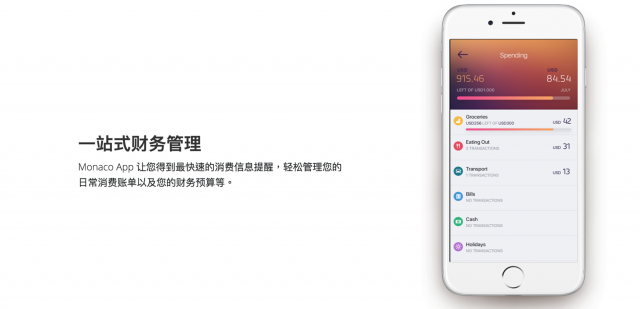 一站式财务管理
Monaco App 让您得到最快速的消费信息提醒，轻松管理您的
日常消费账单以及您的财务预算等。
Spending
USD USD
915.46 84.54
LEFT OF USD1.000 JULY
Groceries
USD258 LEFT OF USD300 USD 42
Eating Out
2 TRANSACTIONS USD 31
Transport
1 TRANSACTIONS USD 13
Bills
NO TRANSACTIONS
Cash
NO TRANSACTIONS
Holidays
NO TRANSACTIONS